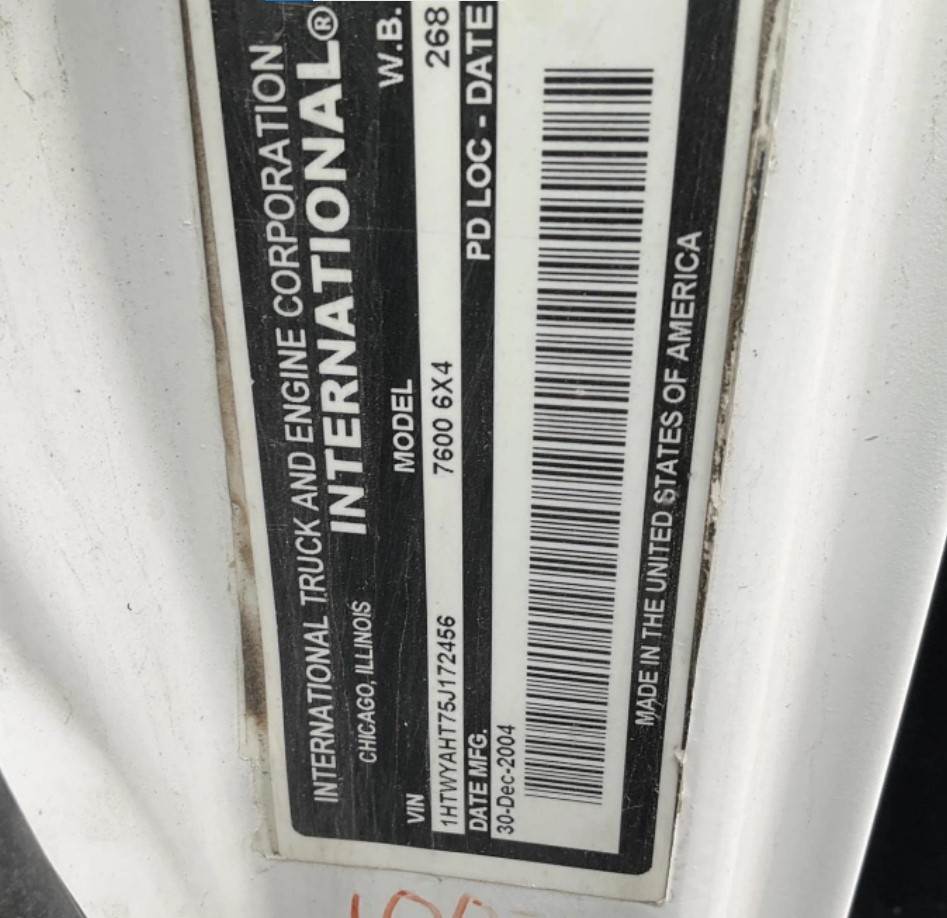 INTERNATIONAL TRUCK AND ENGINE CORPORATION
INTERNATIONAL®
CHICAGO, ILLINOIS
VIN MODEL W.B.
1HTWYAHT75J172456 7600 6X4 268
DATE MFG. PD LOC - DATE
30-Dec-2004
MADE IN THE UNITED STATES OF AMERICA